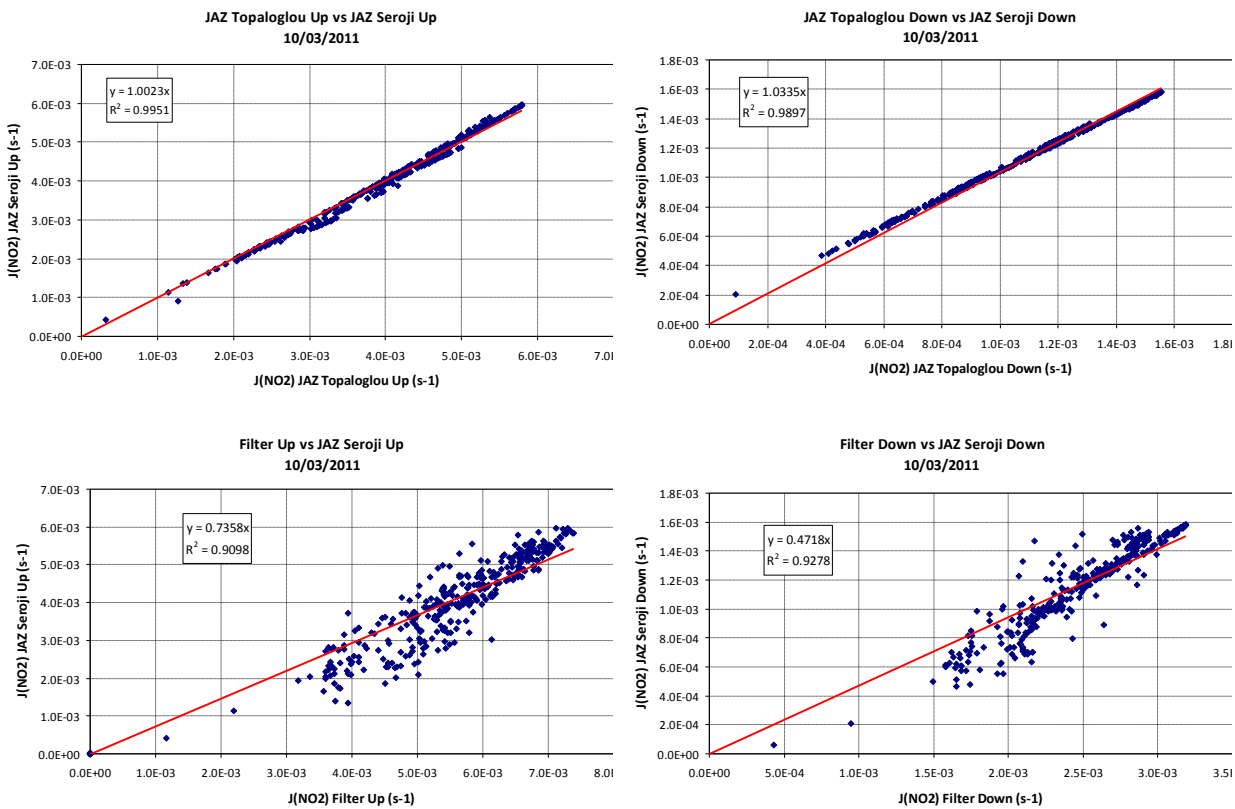 JAZ Topaloglou Up vs JAZ Seroji Up
10/03/2011
7.0E-03
6.0E-03
5.0E-03
4.0E-03
3.0E-03
2.0E-03
1.0E-03
0.0E+00
y = 1.0023x
R² = 0.9951
J(NO2) JAZ Seroji Up (s-1)
0.0E+00 1.0E-03 2.0E-03 3.0E-03 4.0E-03 5.0E-03 6.0E-03 7.0
J(NO2) JAZ Topaloglou Up (s-1)
JAZ Topaloglou Down vs JAZ Seroji Down
10/03/2011
1.8E-03
1.6E-03
1.4E-03
1.2E-03
1.0E-03
8.0E-04
6.0E-04
4.0E-04
2.0E-04
0.0E+00
y = 1.0335x
R² = 0.9897
J(NO2) JAZ Seroji Down (s-1)
0.0E+00 2.0E-04 4.0E-04 6.0E-04 8.0E-04 1.0E-03 1.2E-03 1.4E-03 1.6E-03 1.8E
J(NO2) JAZ Topaloglou Down (s-1)
Filter Up vs JAZ Seroji Up
10/03/2011
7.0E-03
6.0E-03
5.0E-03
4.0E-03
3.0E-03
2.0E-03
1.0E-03
0.0E+00
y = 0.7358x
R² = 0.9098
J(NO2) JAZ Seroji Up (s-1)
0.0E+00 1.0E-03 2.0E-03 3.0E-03 4.0E-03 5.0E-03 6.0E-03 7.0E-03 8.0
J(NO2) Filter Up (s-1)
Filter Down vs JAZ Seroji Down
10/03/2011
1.8E-03
1.6E-03
1.4E-03
1.2E-03
1.0E-03
8.0E-04
6.0E-04
4.0E-04
2.0E-04
0.0E+00
y = 0.4718x
R² = 0.9278
J(NO2) JAZ Seroji Down (s-1)
0.0E+00 5.0E-04 1.0E-03 1.5E-03 2.0E-03 2.5E-03 3.0E-03 3.5
J(NO2) Filter Down (s-1)